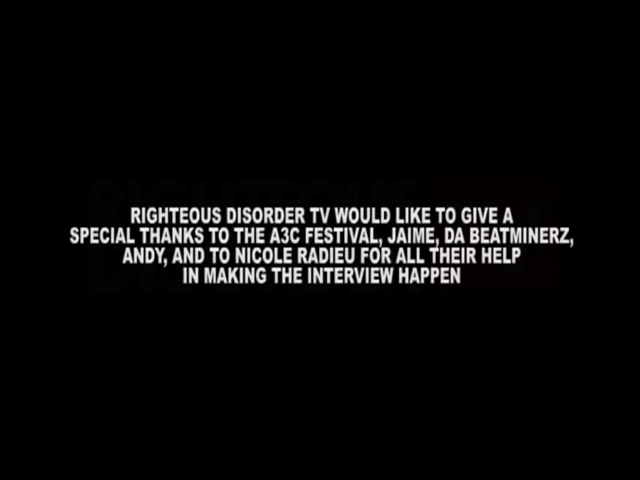 RIGHTEOUS DISORDER TV WOULD LIKE TO GIVE A
SPECIAL THANKS TO THE A3C FESTIVAL, JAIME, DA BEATMINERZ,
ANDY, AND TO NICOLE RADIEU FOR ALL THEIR HELP
IN MAKING THE INTERVIEW HAPPEN